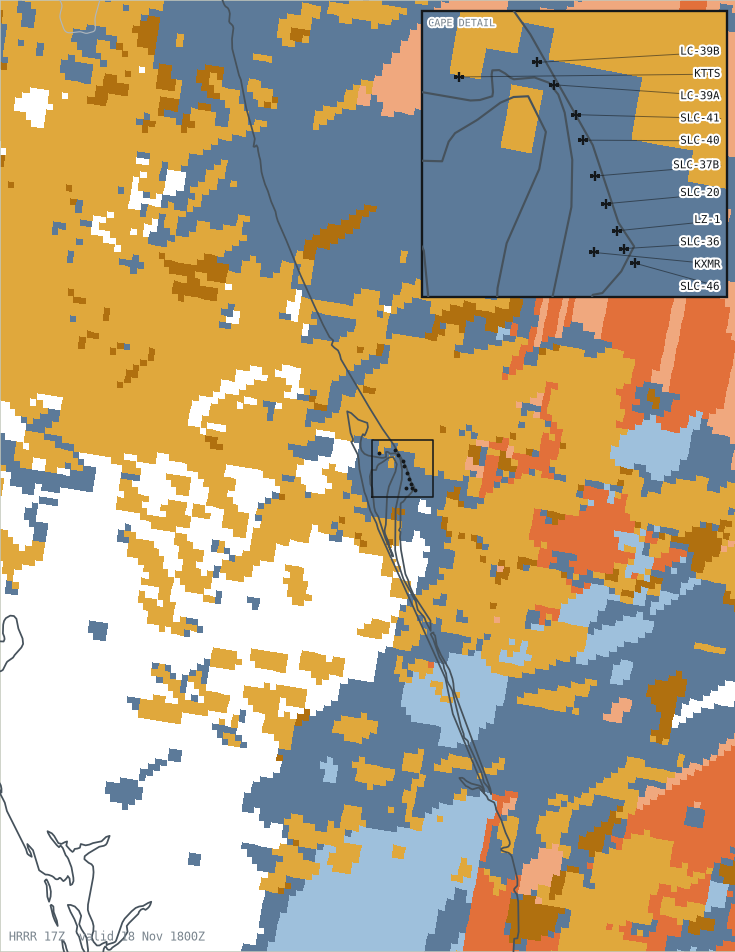 CAPE DETAIL
LC-39B
KTTS
LC-39A
SLC-41
SLC-40
SLC-37B
SLC-20
LZ-1
SLC-36
KXMR
SLC-46
HRRR 17Z valid 18 Nov 1800Z